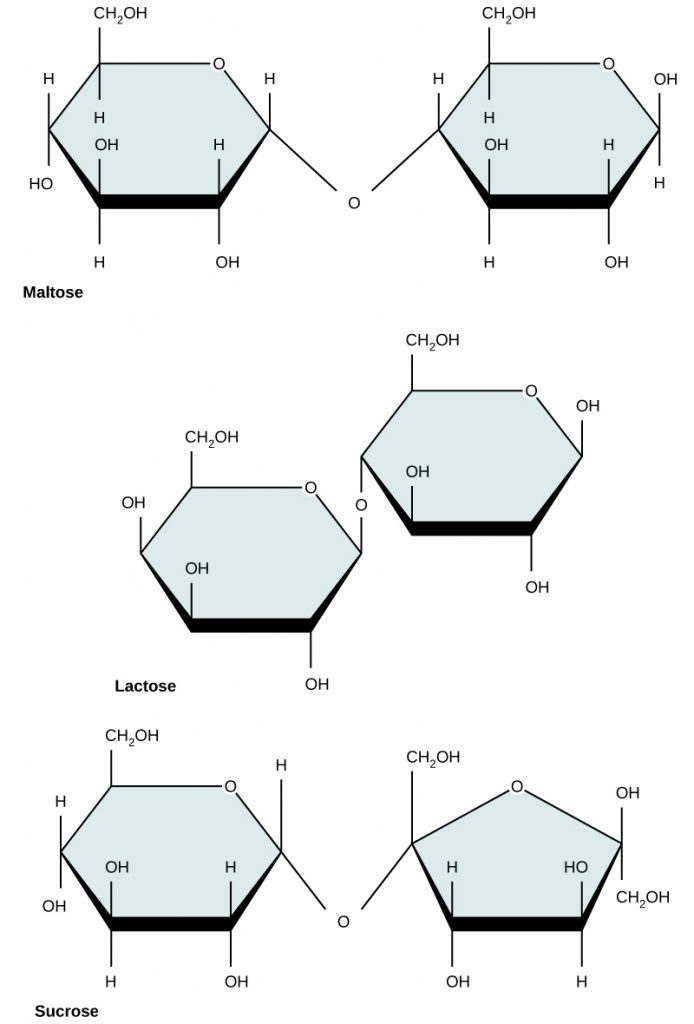 CH2OH CH2OH
H O H H O OH
H H
OH H OH H
HO H
O
H OH H OH
Maltose
CH2OH
O OH
CH2OH OH
O
OH O
OH
OH
OH
Lactose
CH2OH
CH2OH
H
O O OH
H
OH H H HO
OH CH2OH
O
H OH OH H
Sucrose